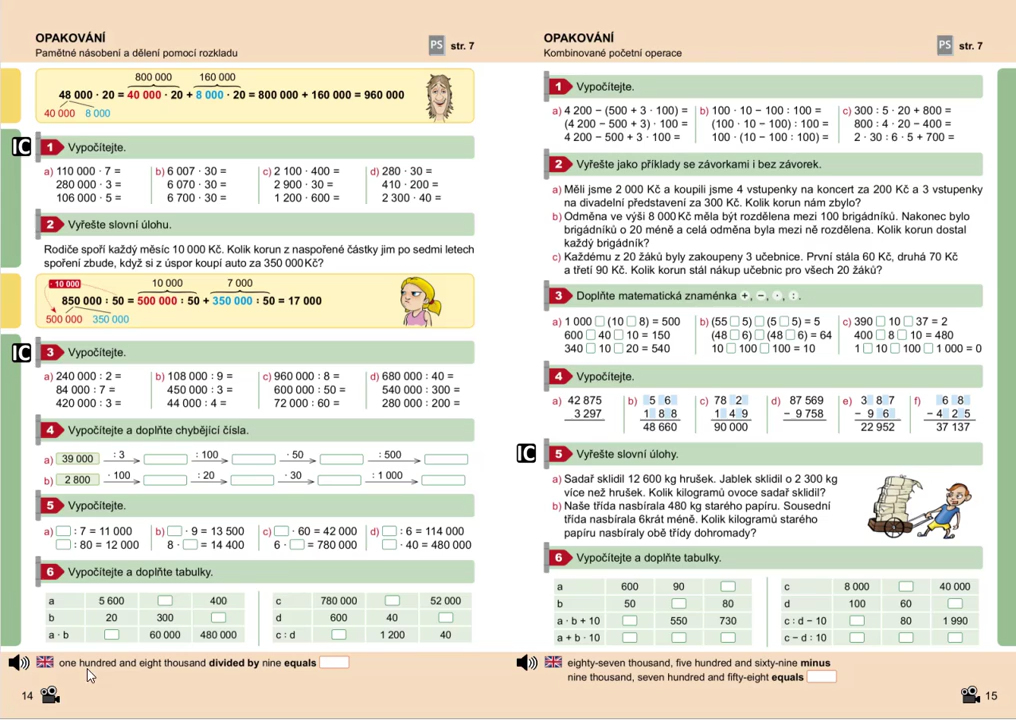 OPAKOVÁNÍ
Pamětné násobení a dělení pomocí rozkladu
PS str. 7
800 000 160 000
48 000 · 20 = 40 000 · 20 + 8 000 · 20 = 800 000 + 160 000 = 960 000
40 000 8 000
IC 1 Vypočítejte.
a) 110 000 · 7 = b) 6 007 · 30 = c) 2 100 · 400 = d) 280 · 30 =
280 000 · 3 = 6 070 · 30 = 2 900 · 30 = 410 · 200 =
106 000 · 5 = 6 700 · 30 = 1 200 · 600 = 2 300 · 40 =
2 Vyřešte slovní úlohu.
Rodiče spoří každý měsíc 10 000 Kč. Kolik korun z naspořené částky jim po sedmi letech
spoření zbude, když si z úspor koupí auto za 350 000 Kč?
· 10 000 10 000 7 000
850 000 : 50 = 500 000 : 50 + 350 000 : 50 = 17 000
500 000 350 000
IC 3 Vypočítejte.
a) 240 000 : 2 = b) 108 000 : 9 = c) 960 000 : 8 = d) 680 000 : 40 =
84 000 : 7 = 450 000 : 3 = 600 000 : 50 = 540 000 : 300 =
420 000 : 3 = 44 000 : 4 = 72 000 : 60 = 280 000 : 200 =
4 Vypočítejte a doplňte chybějící čísla.
a) 39 000 : 3 : 100 · 50 : 500
b) 2 800 · 100 : 20 · 30 : 1 000
5 Vypočítejte.
a) □ : 7 = 11 000 b) □ · 9 = 13 500 c) □ · 60 = 42 000 d) □ : 6 = 114 000
□ : 80 = 12 000 8 · □ = 14 400 6 · □ = 780 000 □ · 40 = 480 000
6 Vypočítejte a doplňte tabulky.
a 5 600 □ 400 c 780 000 □ 52 000
b 20 300 □ d 600 40 □
a · b □ 60 000 480 000 c : d □ 1 200 40
one hundred and eight thousand divided by nine equals
14
OPAKOVÁNÍ
Kombinované početní operace
PS str. 7
1 Vypočítejte.
a) 4 200 − (500 + 3 · 100) = b) 100 · 10 − 100 : 100 = c) 300 : 5 · 20 + 800 =
(4 200 − 500 + 3) · 100 = (100 · 10 − 100) : 100 = 800 : 4 · 20 − 400 =
4 200 − 500 + 3 · 100 = 100 · (10 − 100 : 100) = 2 · 30 : 6 · 5 + 700 =
2 Vyřešte jako příklady se závorkami i bez závorek.
a) Měli jsme 2 000 Kč a koupili jsme 4 vstupenky na koncert za 200 Kč a 3 vstupenky
na divadelní představení za 300 Kč. Kolik korun nám zbylo?
b) Odměna ve výši 8 000 Kč měla být rozdělena mezi 100 brigádníků. Nakonec bylo
brigádníků o 20 méně a celá odměna byla mezi ně rozdělena. Kolik korun dostal
každý brigádník?
c) Každému z 20 žáků byly zakoupeny 3 učebnice. První stála 60 Kč, druhá 70 Kč
a třetí 90 Kč. Kolik korun stál nákup učebnic pro všech 20 žáků?
3 Doplňte matematická znaménka +, −, ·, :.
a) 1 000 □ (10 □ 8) = 500 b) (55 □ 5) □ (5 □ 5) = 5 c) 390 □ 10 □ 37 = 2
600 □ 40 □ 10 = 150 (48 □ 6) □ (48 □ 6) = 64 400 □ 8 □ 10 = 480
340 □ 10 □ 20 = 540 10 □ 100 □ 100 = 10 1 □ 10 □ 100 □ 1 000 = 0
4 Vypočítejte.
a) 42 875 b) 5 6 c) 78 2 d) 87 569 e) 3 8 7 f) 6 8
3 297 1 8 8 1 4 9 − 9 758 − 9 6 − 4 2 5
48 660 90 000 22 952 37 137
IC 5 Vyřešte slovní úlohy.
a) Sadař sklidil 12 600 kg hrušek. Jablek sklidil o 2 300 kg
více než hrušek. Kolik kilogramů ovoce sadař sklidil?
b) Naše třída nasbírala 480 kg starého papíru. Sousední
třída nasbírala 6krát méně. Kolik kilogramů starého
papíru nasbíraly obě třídy dohromady?
6 Vypočítejte a doplňte tabulky.
a 600 90 □ c 8 000 □ 40 000
b 50 □ 80 d 100 60 □
a · b + 10 □ 550 730 c : d − 10 □ 80 1 990
a + b · 10 □ □ □ c − d : 10 □ □ □
eighty-seven thousand, five hundred and sixty-nine minus
nine thousand, seven hundred and fifty-eight equals
15